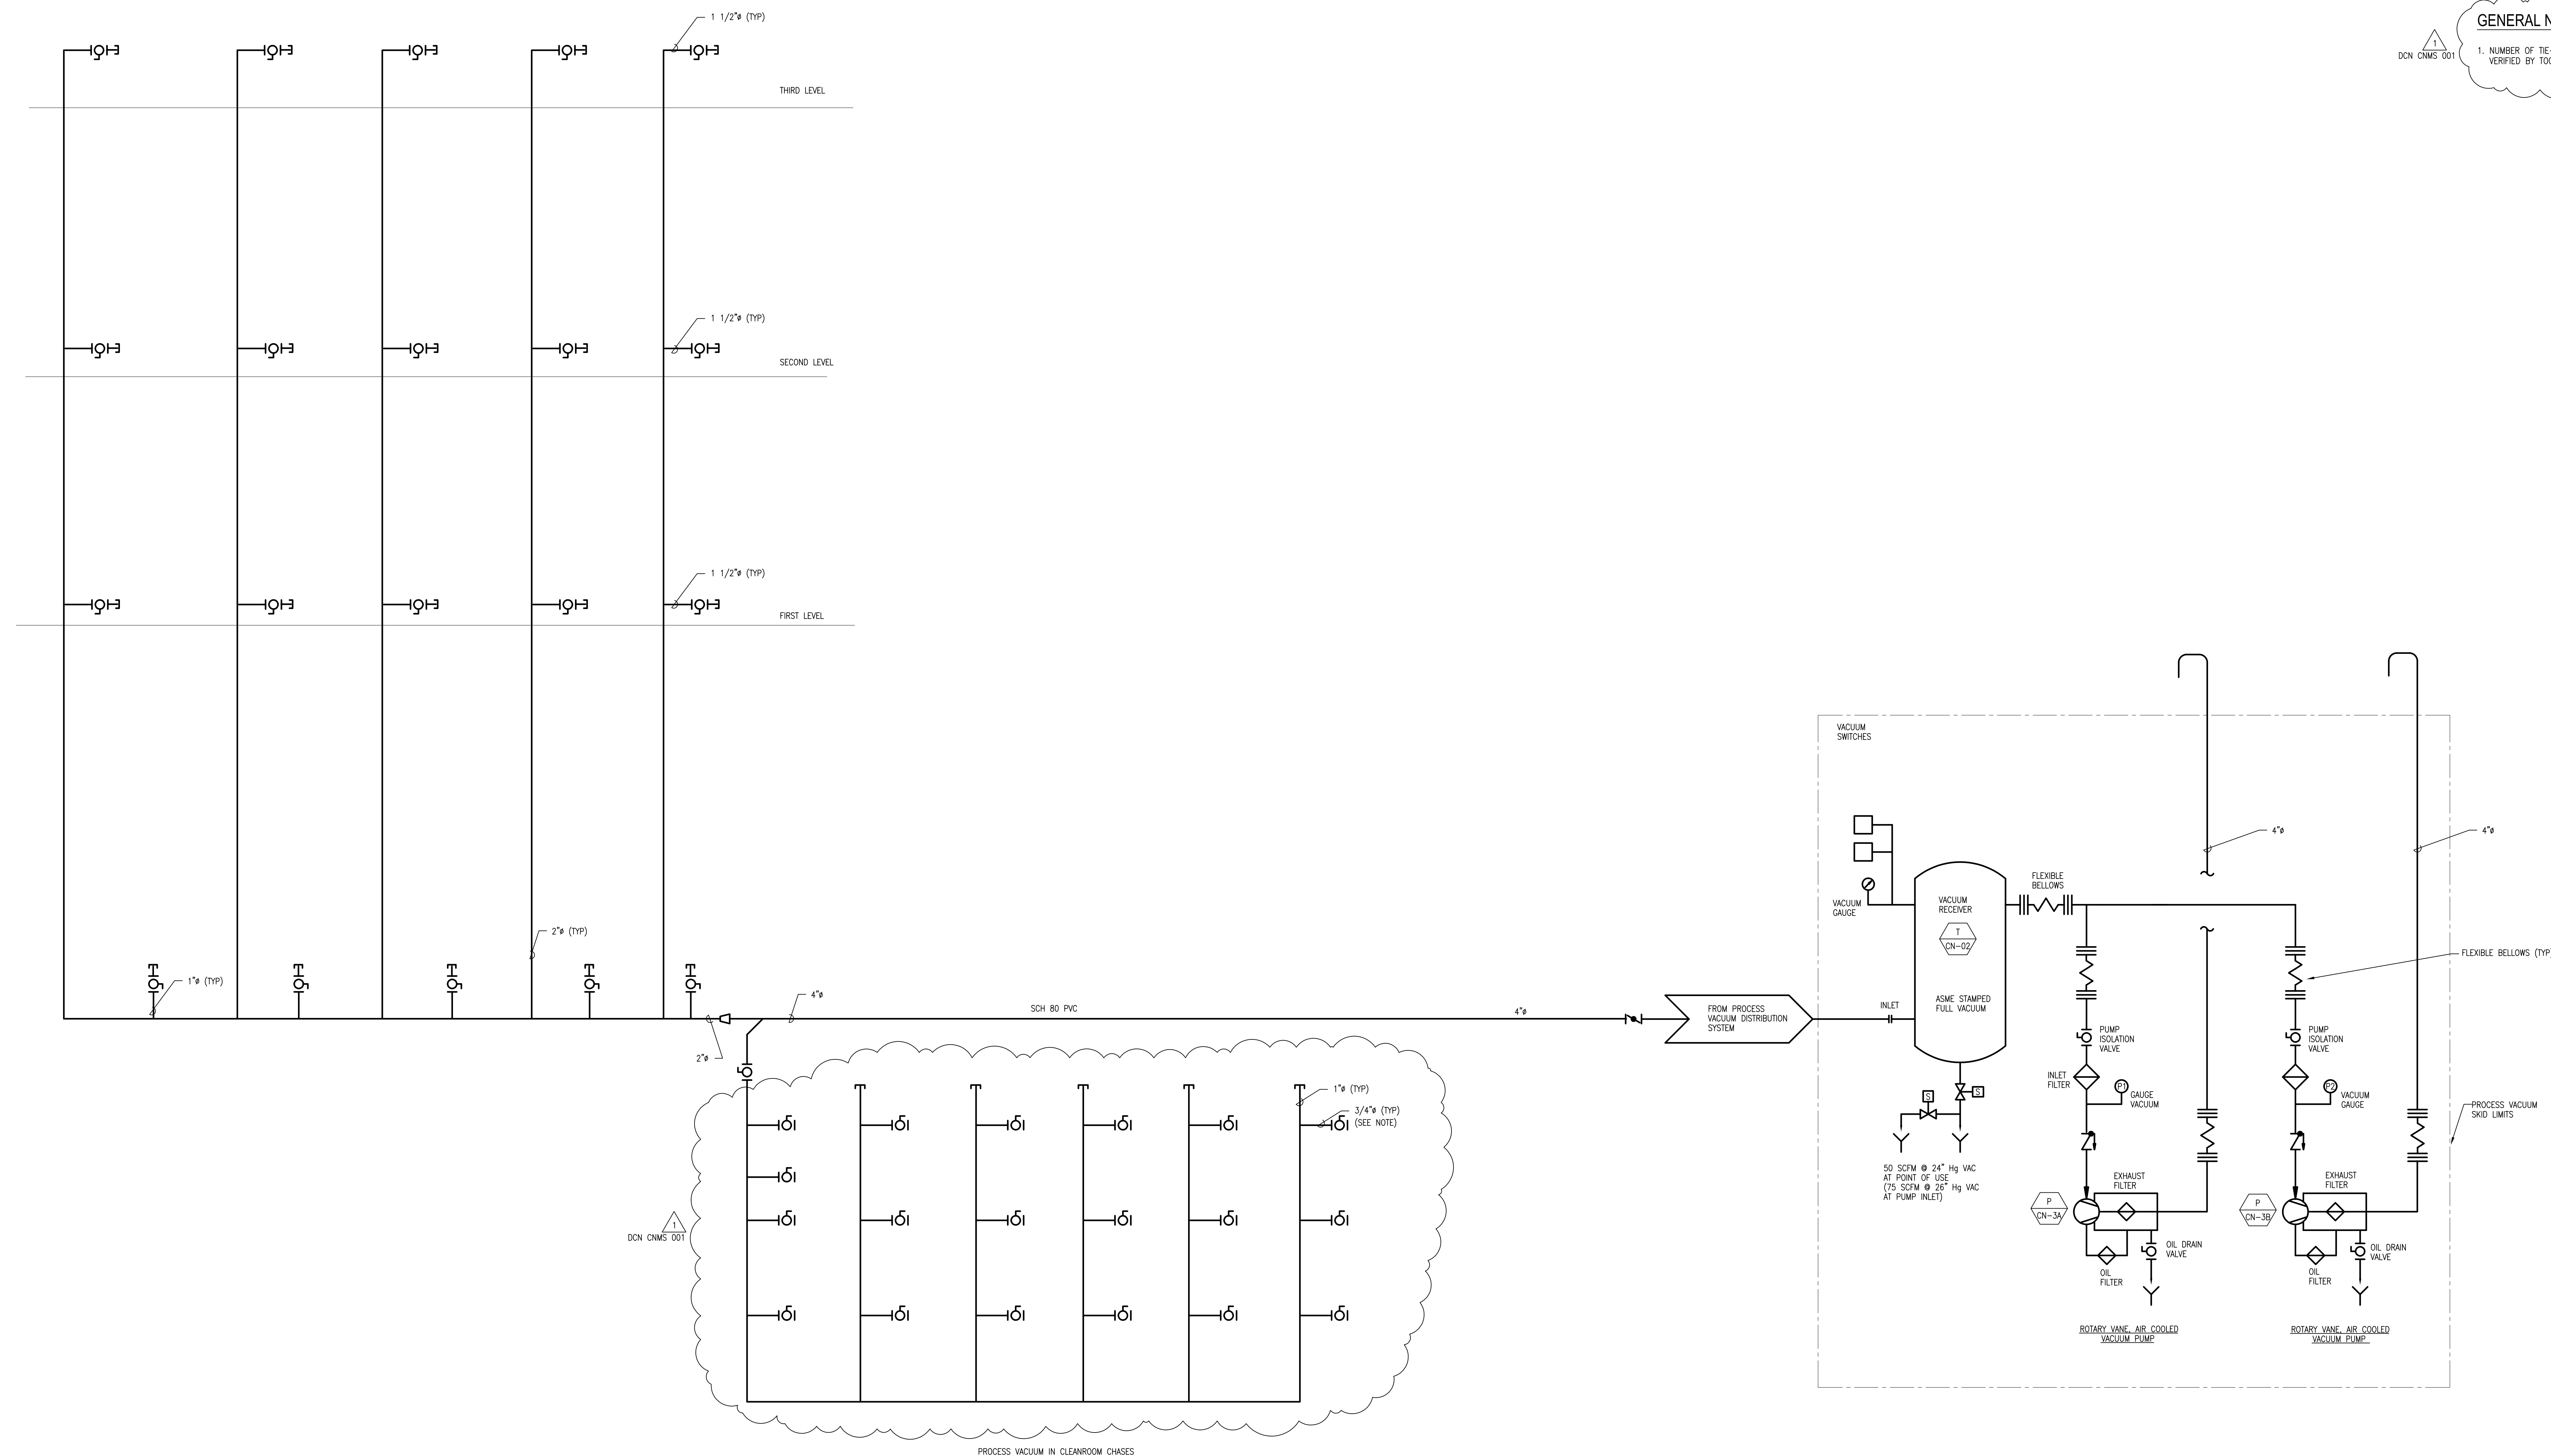 1 1/2"ø (TYP)
GENERAL
1
DCN CNMS 001
1. NUMBER OF
VERIFIED BY
THIRD LEVEL
1 1/2"ø (TYP)
SECOND LEVEL
1 1/2"ø (TYP)
FIRST LEVEL
2"ø (TYP)
1"ø (TYP)
4"ø
2"ø
SCH 80 PVC
4"ø
FROM PROCESS
VACUUM DISTRIBUTION
SYSTEM
VACUUM
SWITCHES
4"ø
4"ø
VACUUM
GAUGE
VACUUM
RECEIVER
T
CN-02
ASME STAMPED
FULL VACUUM
INLET
FLEXIBLE
BELLOWS
FLEXIBLE BELLOWS (TYP)
PUMP
ISOLATION
VALVE
PUMP
ISOLATION
VALVE
INLET
FILTER
P1
GAUGE
VACUUM
P2
VACUUM
GAUGE
PROCESS VACUUM
SKID LIMITS
S
S
50 SCFM @ 24" Hg VAC
AT POINT OF USE
(75 SCFM @ 26" Hg VAC
AT PUMP INLET)
EXHAUST
FILTER
EXHAUST
FILTER
P
CN-3A
P
CN-3B
OIL DRAIN
VALVE
OIL DRAIN
VALVE
OIL
FILTER
OIL
FILTER
ROTARY VANE, AIR COOLED
VACUUM PUMP
ROTARY VANE, AIR COOLED
VACUUM PUMP
1"ø (TYP)
3/4"ø (TYP)
(SEE NOTE)
1
DCN CNMS 001
PROCESS VACUUM IN CLEANROOM CHASES